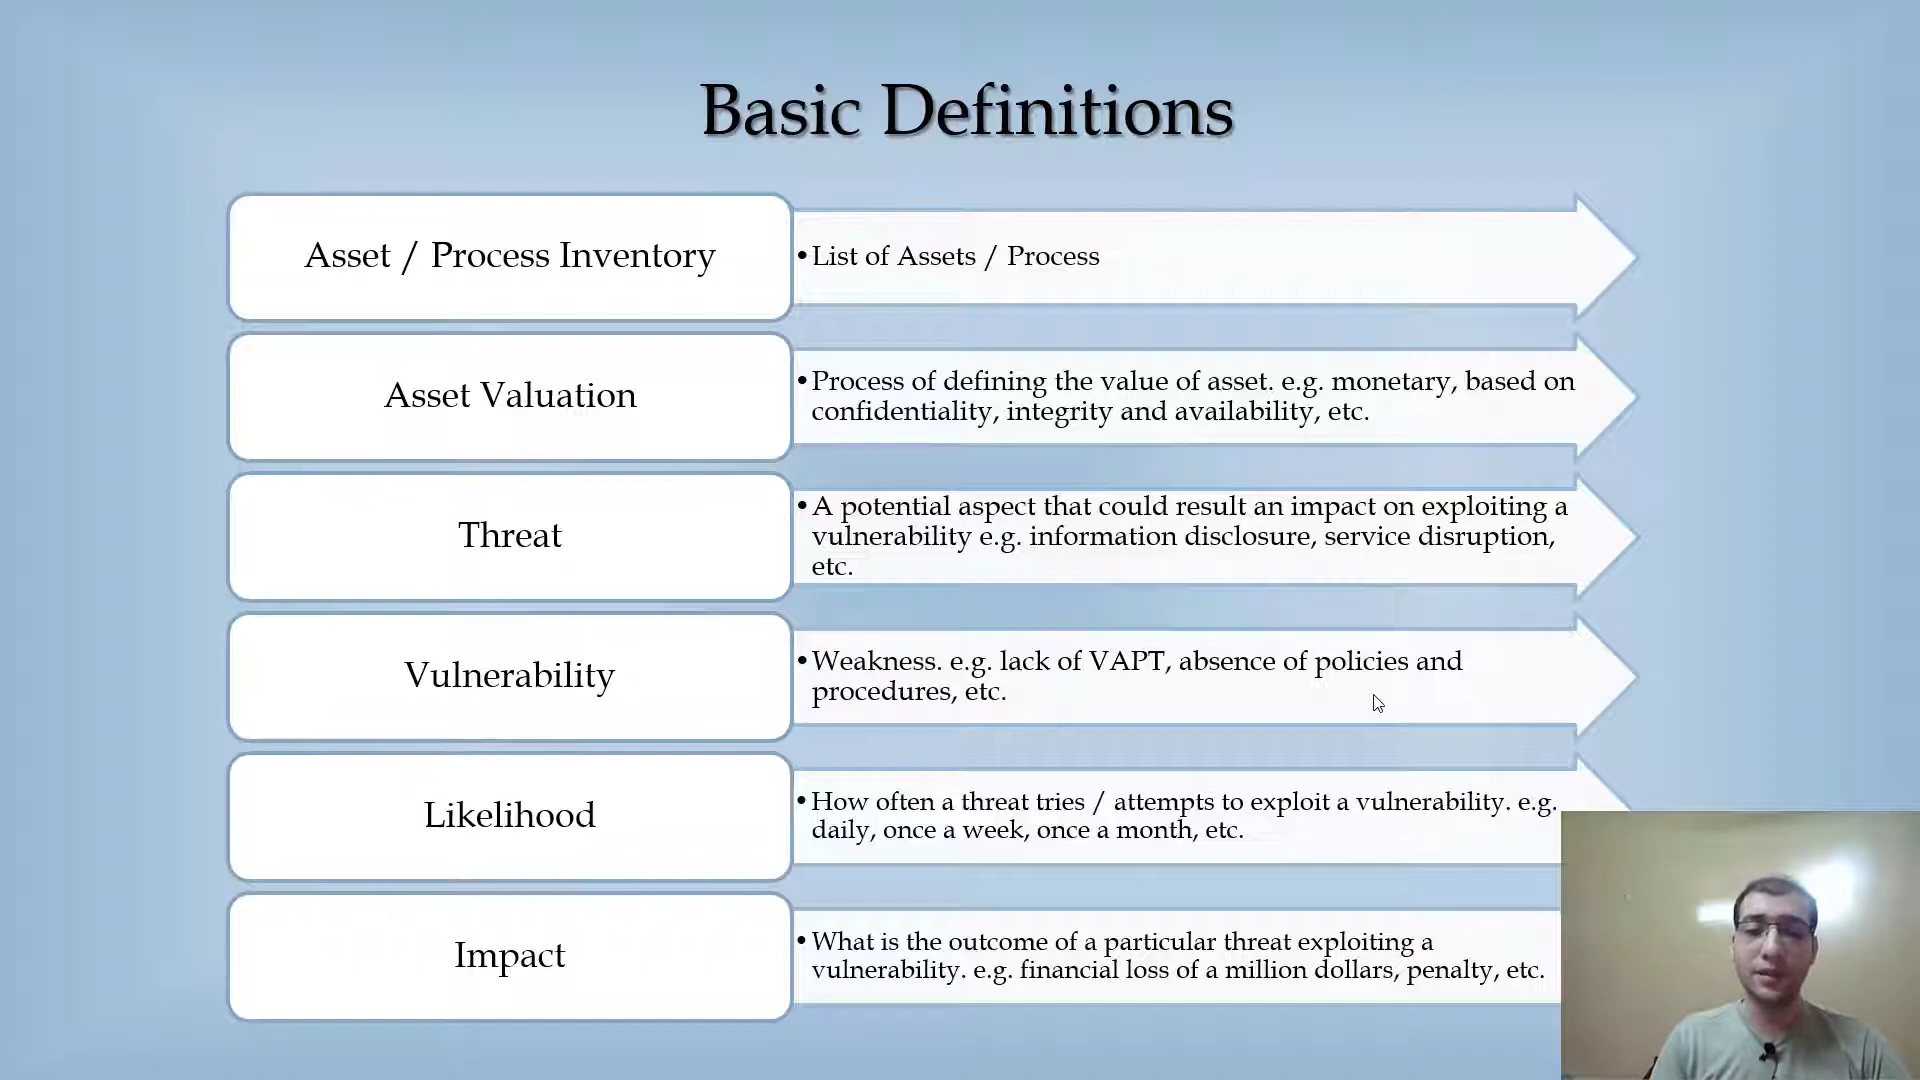 Basic Definitions
Asset / Process Inventory
•List of Assets / Process
Asset Valuation
•Process of defining the value of asset. e.g. monetary, based on
confidentiality, integrity and availability, etc.
Threat
•A potential aspect that could result an impact on exploiting a
vulnerability e.g. information disclosure, service disruption,
etc.
Vulnerability
•Weakness. e.g. lack of VAPT, absence of policies and
procedures, etc.
Likelihood
•How often a threat tries / attempts to exploit a vulnerability. e.g.
daily, once a week, once a month, etc.
Impact
•What is the outcome of a particular threat exploiting a
vulnerability. e.g. financial loss of a million dollars, penalty, etc.